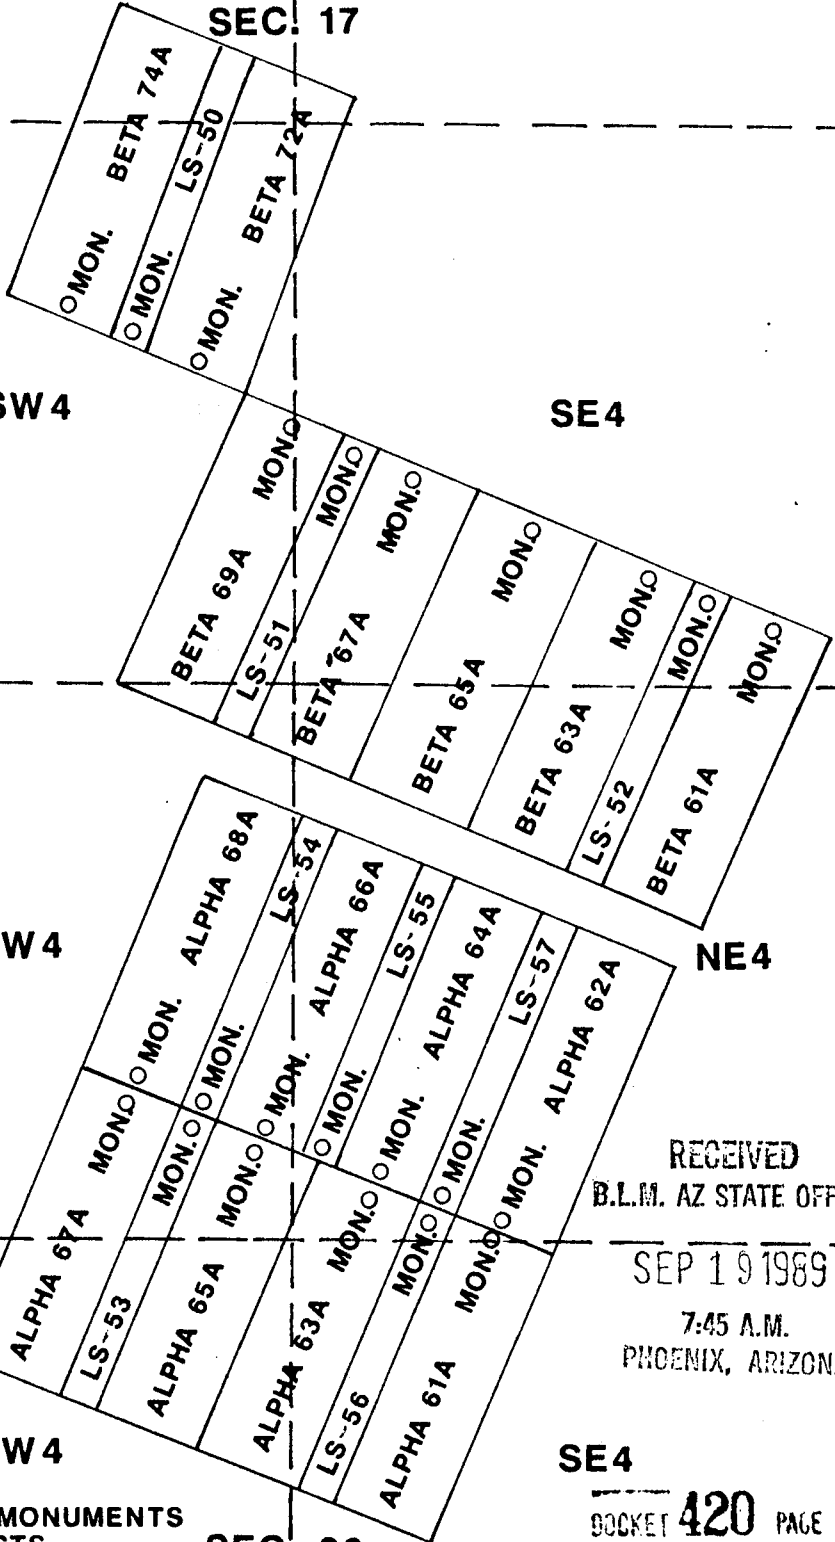 SEC. 17
BETA 74A
LS-50
BETA 72A
MON.
MON.
MON.
SW4
SE4
MON.
MON.
MON.
MON.
MON.
MON.
MON.
BETA 69A
LS-51
BETA 67A
BETA 65A
BETA 63A
LS-52
BETA 61A
ALPHA 68A
LS-54
ALPHA 66A
LS-55
ALPHA 64A
LS-57
ALPHA 62A
W4
NE4
MON.
MON.
MON.
MON.
MON.
MON.
MON.
MON.
MON.
MON.
MON.
MON.
MON.
ALPHA 67A
LS-53
ALPHA 65A
ALPHA 63A
LS-56
ALPHA 61A
RECEIVED
B.L.M. AZ STATE OFF
SEP 19 1989
7:45 A.M.
PHOENIX, ARIZON
W4
SE4
MONUMENTS
DOCKET 420 PAGE